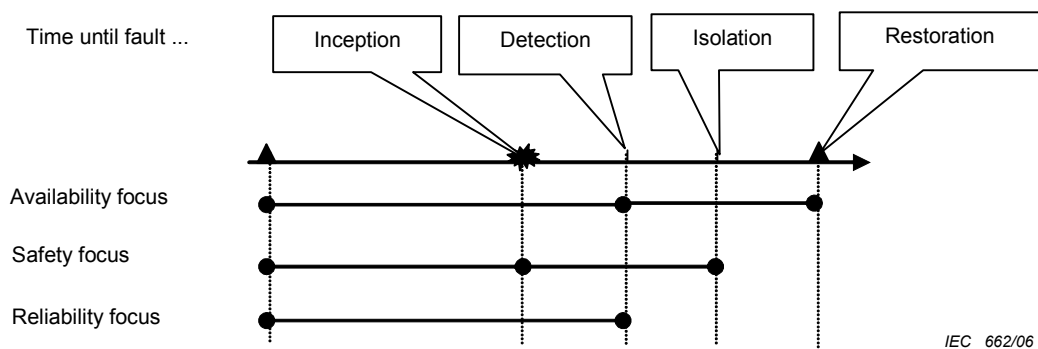 Time until fault ...
Inception
Detection
Isolation
Restoration
Availability focus
Safety focus
Reliability focus
IEC 662/06